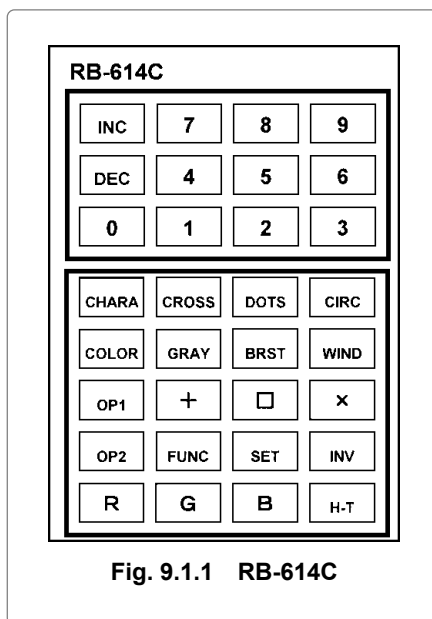 RB-614C
INC 7 8 9
DEC 4 5 6
0 1 2 3
CHARA CROSS DOTS CIRC
COLOR GRAY BRST WIND
OP1 + □ ×
OP2 FUNC SET INV
R G B H-T
Fig. 9.1.1 RB-614C